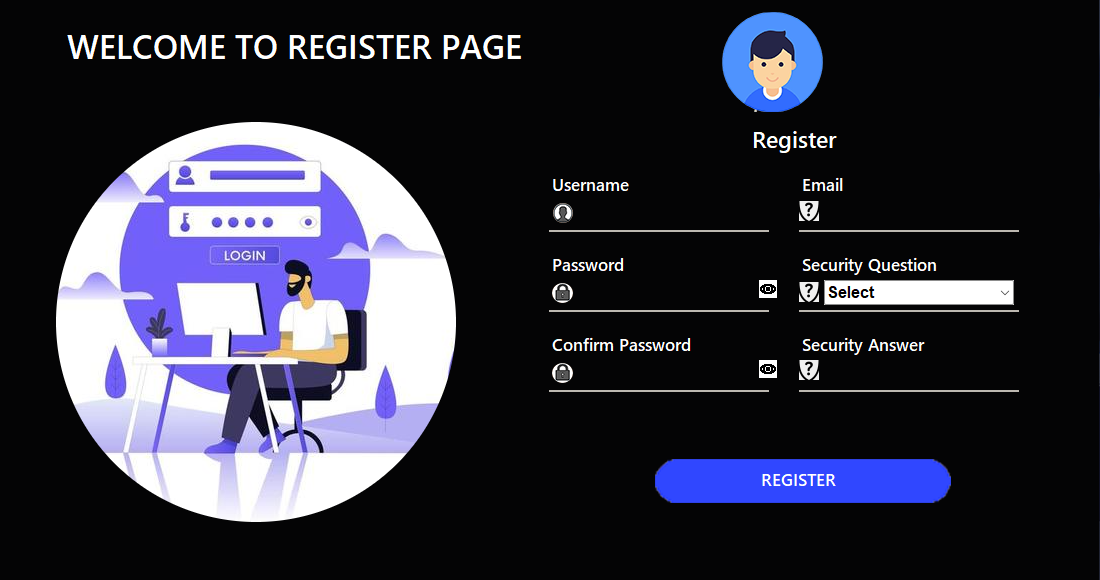 WELCOME TO REGISTER PAGE
LOGIN
Register
Username
Email
Password
Security Question
Select
Confirm Password
Security Answer
REGISTER